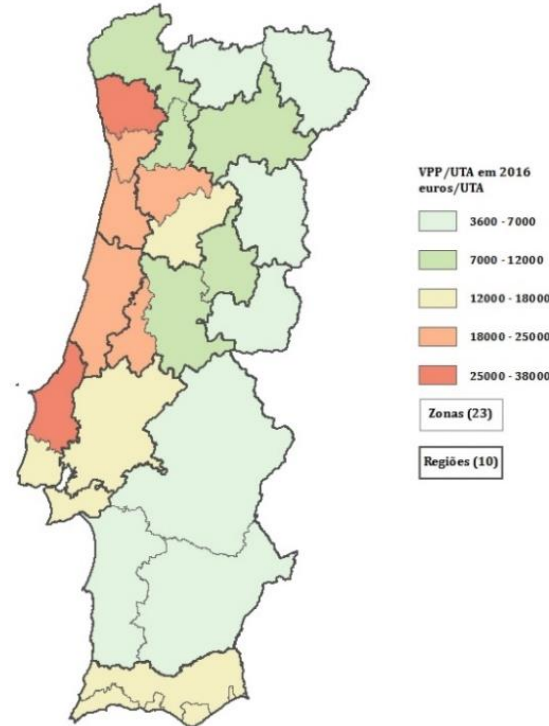 VPP/UTA em 2016
euros/UTA
3600 - 7000
7000 - 12000
12000 - 18000
18000 - 25000
25000 - 38000
Zonas (23)
Regiões (10)